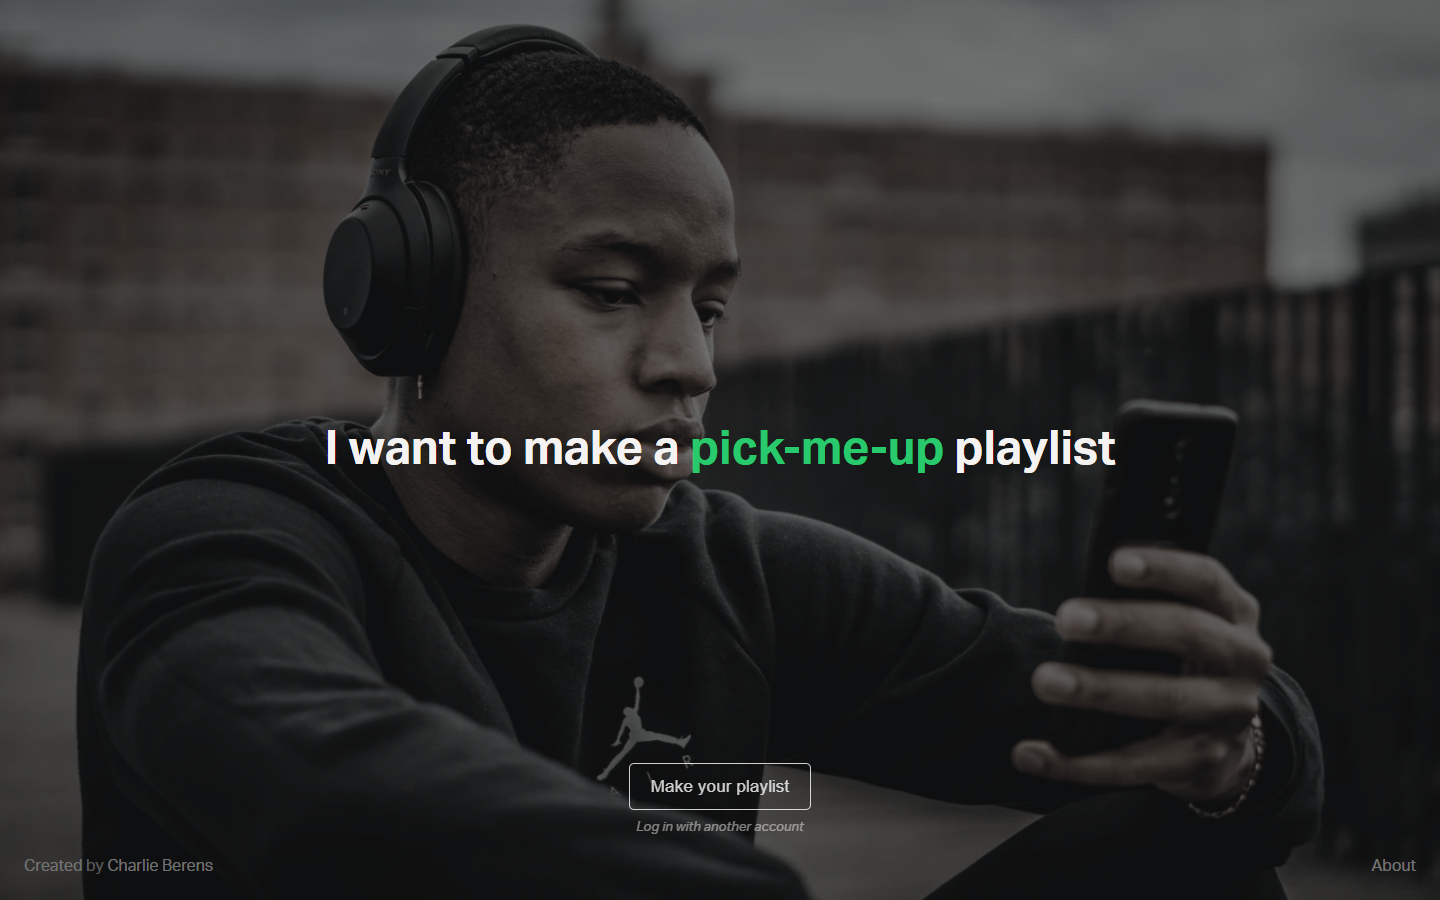 SONY
I want to make a pick-me-up playlist
Make your playlist
Log in with another account
Created by Charlie Berens
About